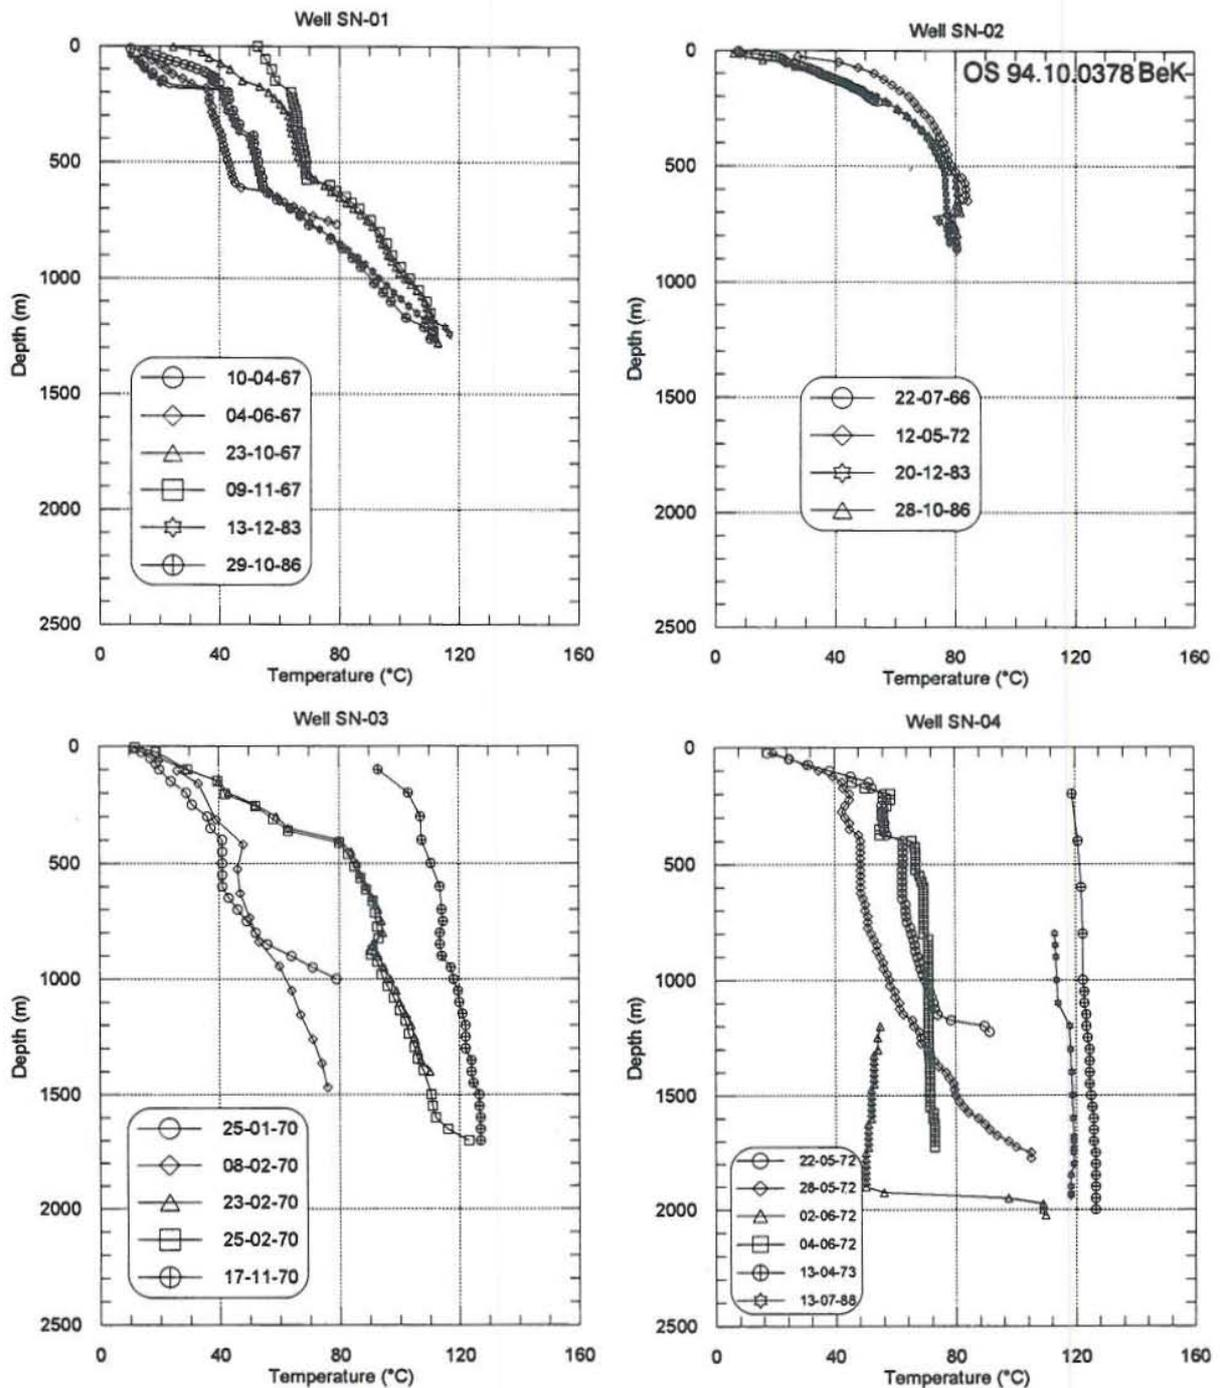 Well SN-01
0
500
1000
1500
2000
2500
Depth (m)
10-04-67
04-06-67
23-10-67
09-11-67
13-12-83
29-10-86
0 40 80 120 160
Temperature (°C)
Well SN-02
OS 94.10.0378 BeK
0
500
1000
1500
2000
2500
Depth (m)
22-07-66
12-05-72
20-12-83
28-10-86
0 40 80 120 160
Temperature (°C)
Well SN-03
0
500
1000
1500
2000
2500
Depth (m)
25-01-70
08-02-70
23-02-70
25-02-70
17-11-70
0 40 80 120 160
Temperature (°C)
Well SN-04
0
500
1000
1500
2000
2500
Depth (m)
22-05-72
28-05-72
02-06-72
04-06-72
13-04-73
13-07-88
0 40 80 120 160
Temperature (°C)